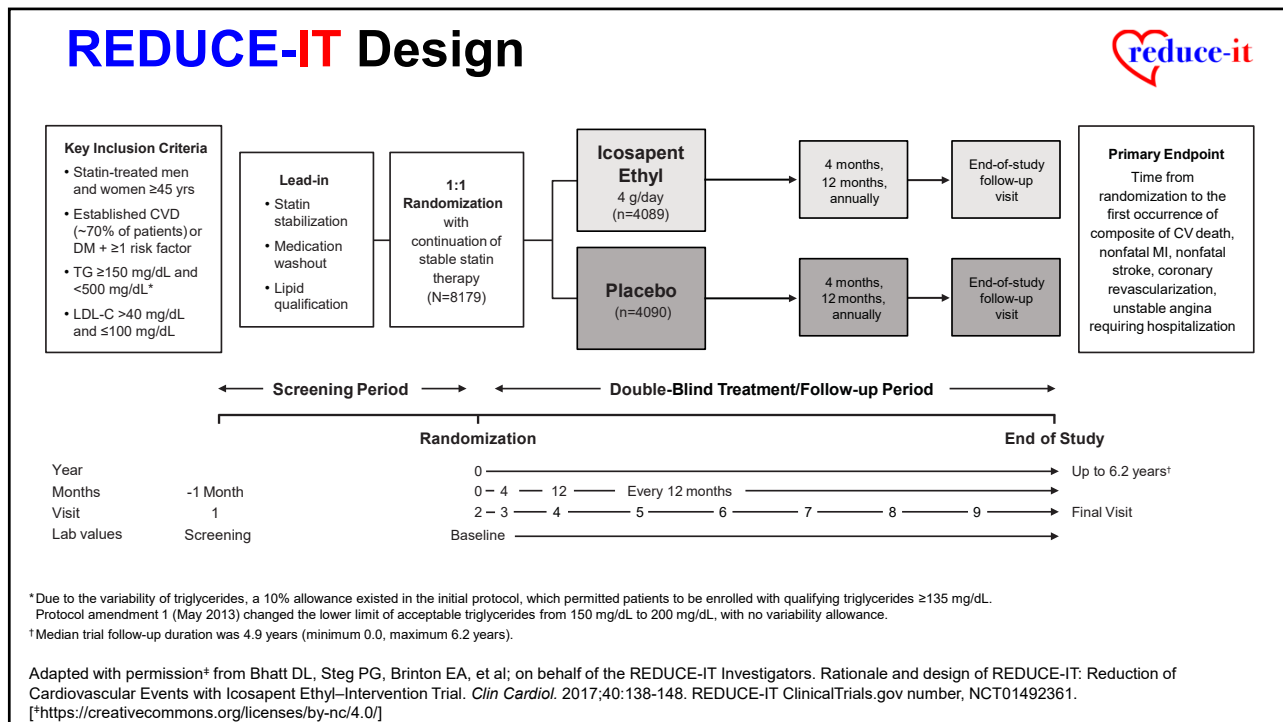 REDUCE-IT Design
reduce-it
Key Inclusion Criteria
• Statin-treated men
and women ≥45 yrs
• Established CVD
(~70% of patients) or
DM + ≥1 risk factor
• TG ≥150 mg/dL and
<500 mg/dL*
• LDL-C >40 mg/dL
and ≤100 mg/dL
Lead-in
• Statin
stabilization
• Medication
washout
• Lipid
qualification
1:1
Randomization
with
continuation of
stable statin
therapy
(N=8179)
Icosapent
Ethyl
4 g/day
(n=4089)
4 months,
12 months,
annually
End-of-study
follow-up
visit
Placebo
(n=4090)
4 months,
12 months,
annually
End-of-study
follow-up
visit
Primary Endpoint
Time from
randomization to the
first occurrence of
composite of CV death,
nonfatal MI, nonfatal
stroke, coronary
revascularization,
unstable angina
requiring hospitalization
Screening Period
Double-Blind Treatment/Follow-up Period
Randomization
End of Study
Year 0 Up to 6.2 years†
Months -1 Month 0 4 12 Every 12 months
Visit 1 2 3 4 5 6 7 8 9 Final Visit
Lab values Screening Baseline
*Due to the variability of triglycerides, a 10% allowance existed in the initial protocol, which permitted patients to be enrolled with qualifying triglycerides ≥135 mg/dL.
Protocol amendment 1 (May 2013) changed the lower limit of acceptable triglycerides from 150 mg/dL to 200 mg/dL, with no variability allowance.
†Median trial follow-up duration was 4.9 years (minimum 0.0, maximum 6.2 years).
Adapted with permission‡ from Bhatt DL, Steg PG, Brinton EA, et al; on behalf of the REDUCE-IT Investigators. Rationale and design of REDUCE-IT: Reduction of
Cardiovascular Events with Icosapent Ethyl–Intervention Trial. Clin Cardiol. 2017;40:138-148. REDUCE-IT ClinicalTrials.gov number, NCT01492361.
[‡https://creativecommons.org/licenses/by-nc/4.0/]